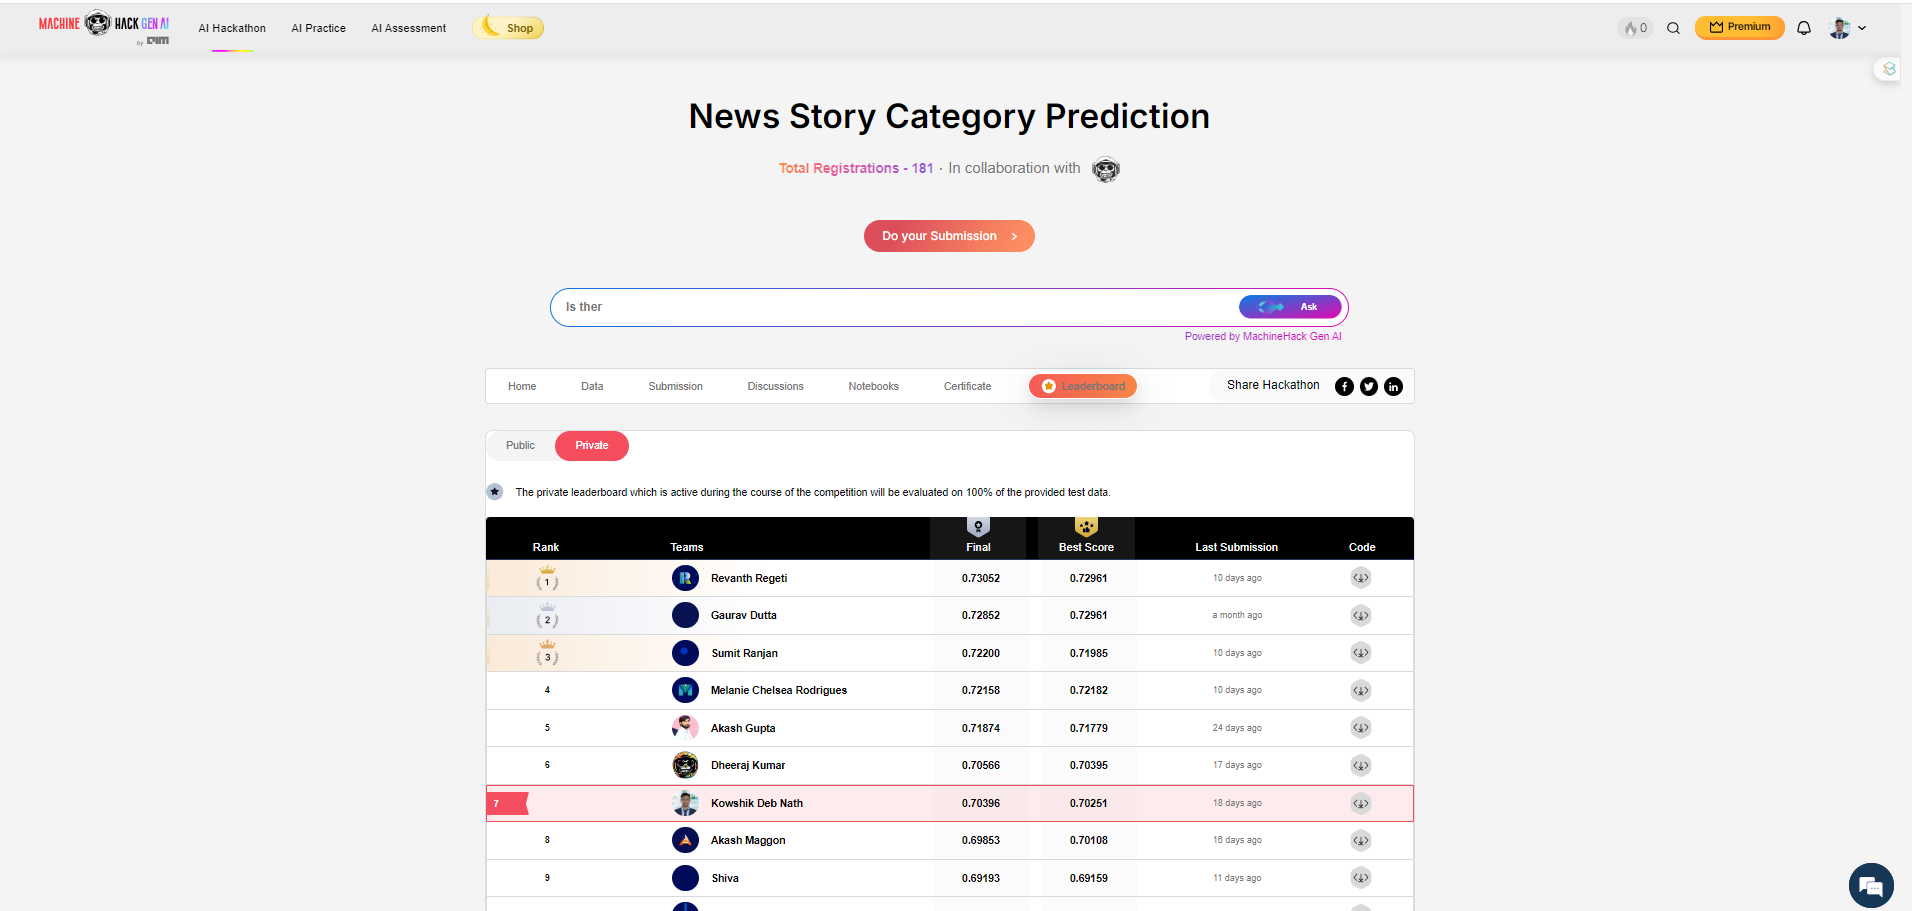 MACHINE HACK GEN AI
by AIM
AI Hackathon
AI Practice
AI Assessment
Shop
0
Premium
News Story Category Prediction
Total Registrations - 181 · In collaboration with
Do your Submission
Is ther
Ask
Powered by MachineHack Gen AI
Home
Data
Submission
Discussions
Notebooks
Certificate
Leaderboard
Share Hackathon
Public
Private
The private leaderboard which is active during the course of the competition will be evaluated on 100% of the provided test data.
Rank Teams Final Best Score Last Submission Code
1 Revanth Regeti 0.73052 0.72961 10 days ago
2 Gaurav Dutta 0.72852 0.72961 a month ago
3 Sumit Ranjan 0.72200 0.71985 10 days ago
4 Melanie Chelsea Rodrigues 0.72158 0.72182 10 days ago
5 Akash Gupta 0.71874 0.71779 24 days ago
6 Dheeraj Kumar 0.70566 0.70395 17 days ago
7 Kowshik Deb Nath 0.70396 0.70251 18 days ago
8 Akash Maggon 0.69853 0.70108 16 days ago
9 Shiva 0.69193 0.69159 11 days ago